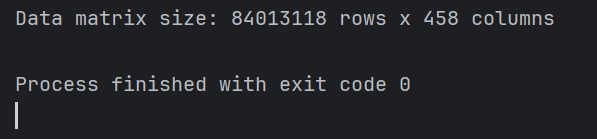 Data matrix size: 84013118 rows x 458 columns
Process finished with exit code 0